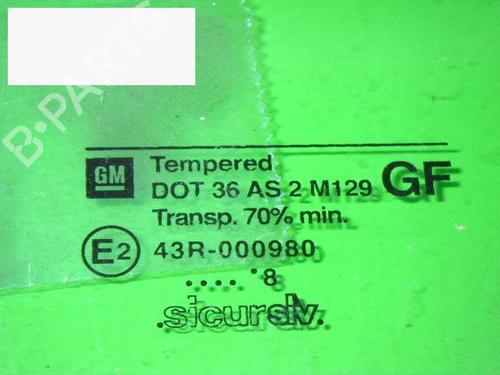 B-PARTS
Tempered
GM DOT 36 AS 2 M129 GF
Transp. 70% min.
E2 43R-000980
.... '8
.sicursiv.